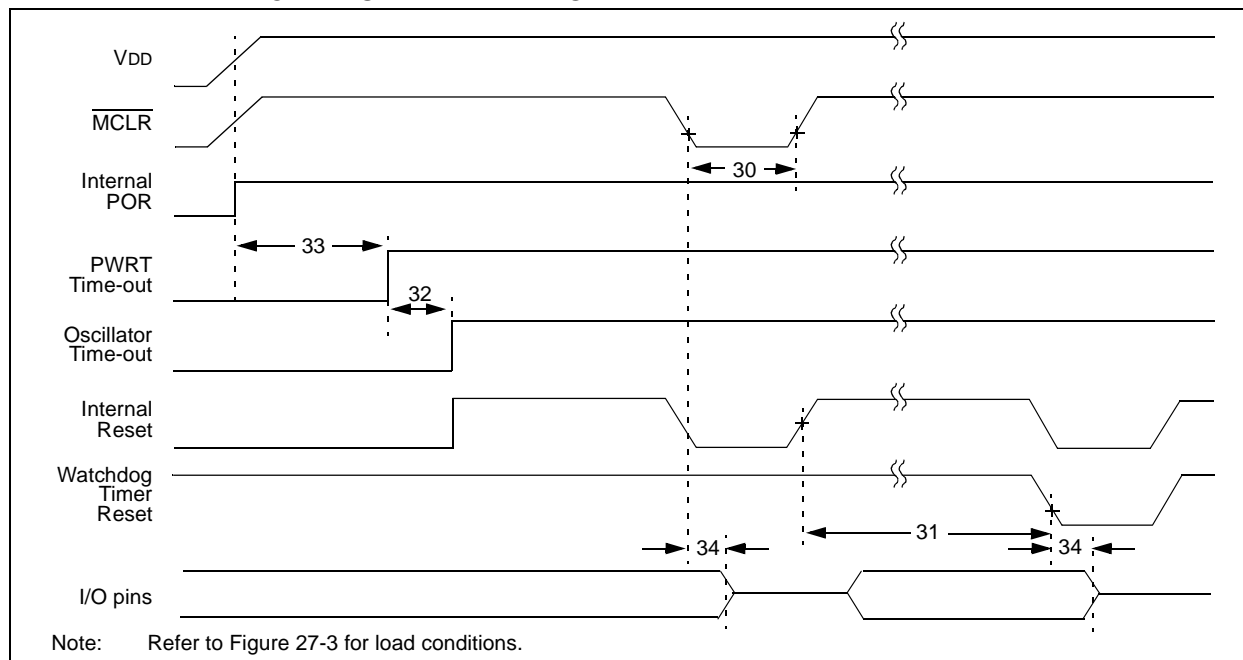 VDD
MCLR
30
Internal
POR
33
PWRT
Time-out
32
Oscillator
Time-out
Internal
Reset
Watchdog
Timer
Reset
31
34
34
I/O pins
Note: Refer to Figure 27-3 for load conditions.